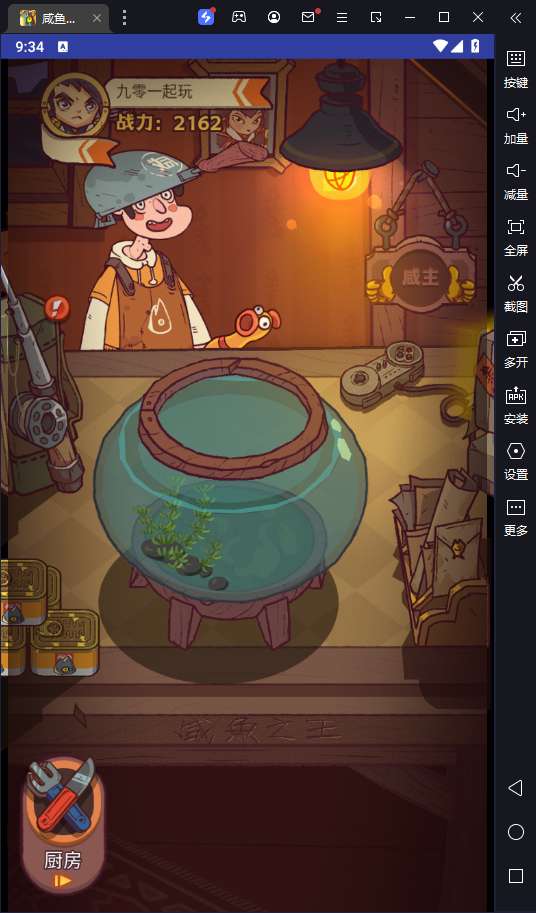 咸鱼...
9:34
A
九零一起玩
战力：2162
咸主
咸鱼之王
厨房
按键
加量
减量
全屏
截图
多开
APK
安装
设置
更多